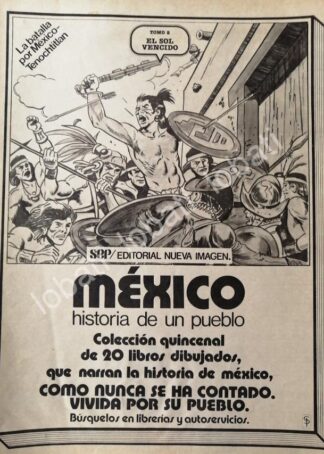 La batalla
por México-
Tenochtitlan
TOMO 2
EL SOL
VENCIDO
SEP/EDITORIAL NUEVA IMAGEN.
MÉXICO
historia de un pueblo
Colección quincenal
de 20 libros dibujados,
que narran la historia de méxico,
COMO NUNCA SE HA CONTADO.
VIVIDA POR SU PUEBLO.
Búsquelos en librerías y autoservicios.